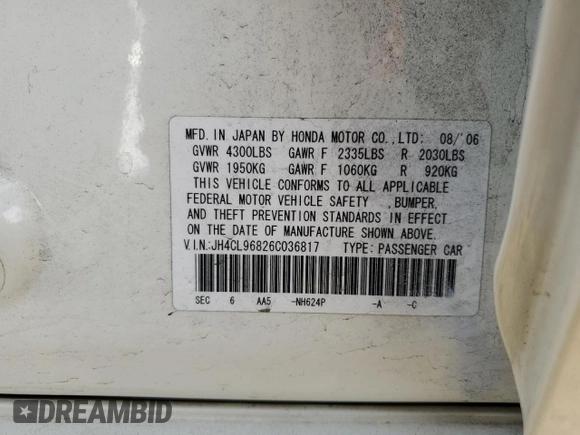 MFD. IN JAPAN BY HONDA MOTOR CO., LTD: 08/'06
GVWR 4300LBS GAWR F 2335LBS R 2030LBS
GVWR 1950KG GAWR F 1060KG R 920KG
THIS VEHICLE CONFORMS TO ALL APPLICABLE
FEDERAL MOTOR VEHICLE SAFETY ,BUMPER,
AND THEFT PREVENTION STANDARDS IN EFFECT
ON THE DATE OF MANUFACTURE SHOWN ABOVE.
V.I.N:JH4CL96826C036817 TYPE: PASSENGER CAR
SEC 6 AA5 -NH624P -A -C
DREAMBID